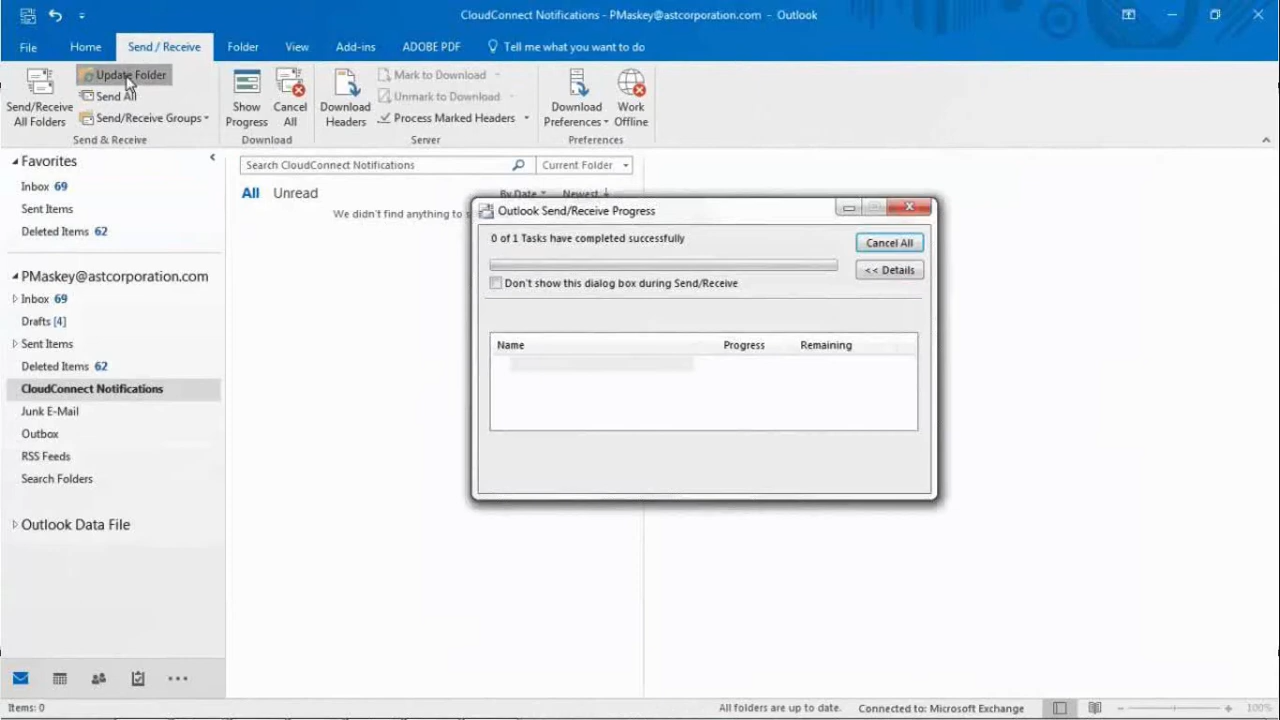 CloudConnect Notifications - PMaskey@astcorporation.com - Outlook
File Home Send / Receive Folder View Add-ins ADOBE PDF Tell me what you want to do
Send/Receive All Folders
Update Folder
Send All
Send/Receive Groups
Send & Receive
Show Progress
Cancel All
Download
Download Headers
Mark to Download
Unmark to Download
Process Marked Headers
Server
Download Preferences
Work Offline
Preferences
Favorites
Inbox 69
Sent Items
Deleted Items 62
PMaskey@astcorporation.com
Inbox 69
Drafts [4]
Sent Items
Deleted Items 62
CloudConnect Notifications
Junk E-Mail
Outbox
RSS Feeds
Search Folders
Outlook Data File
Search CloudConnect Notifications Current Folder
All Unread By Date Newest
We didn't find anything to s
Outlook Send/Receive Progress
0 of 1 Tasks have completed successfully
Cancel All
<< Details
Don't show this dialog box during Send/Receive
Name Progress Remaining
Items: 0 All folders are up to date. Connected to: Microsoft Exchange 100%